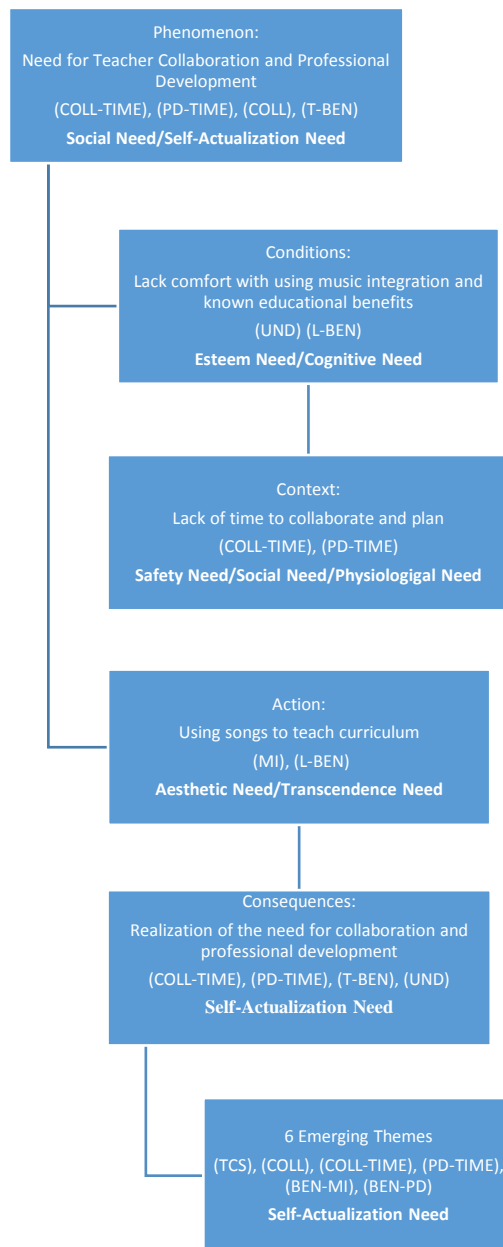 Phenomenon:
Need for Teacher Collaboration and Professional
Development
(COLL-TIME), (PD-TIME), (COLL), (T-BEN)
Social Need/Self-Actualization Need
Conditions:
Lack comfort with using music integration and
known educational benefits
(UND) (L-BEN)
Esteem Need/Cognitive Need
Context:
Lack of time to collaborate and plan
(COLL-TIME), (PD-TIME)
Safety Need/Social Need/Physiologigal Need
Action:
Using songs to teach curriculum
(MI), (L-BEN)
Aesthetic Need/Transcendence Need
Consequences:
Realization of the need for collaboration and
professional development
(COLL-TIME), (PD-TIME), (T-BEN), (UND)
Self-Actualization Need
6 Emerging Themes
(TCS), (COLL), (COLL-TIME), (PD-TIME),
(BEN-MI), (BEN-PD)
Self-Actualization Need